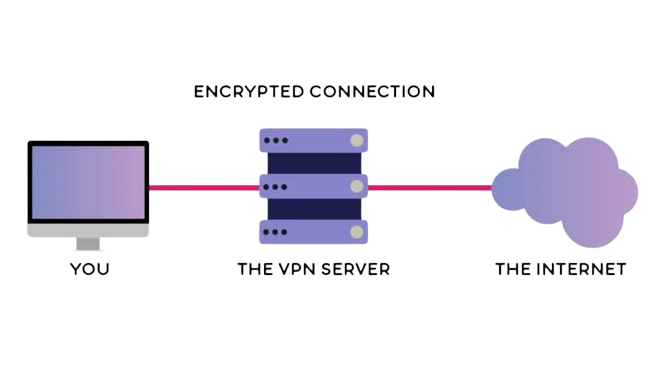 ENCRYPTED CONNECTION
YOU
THE VPN SERVER
THE INTERNET